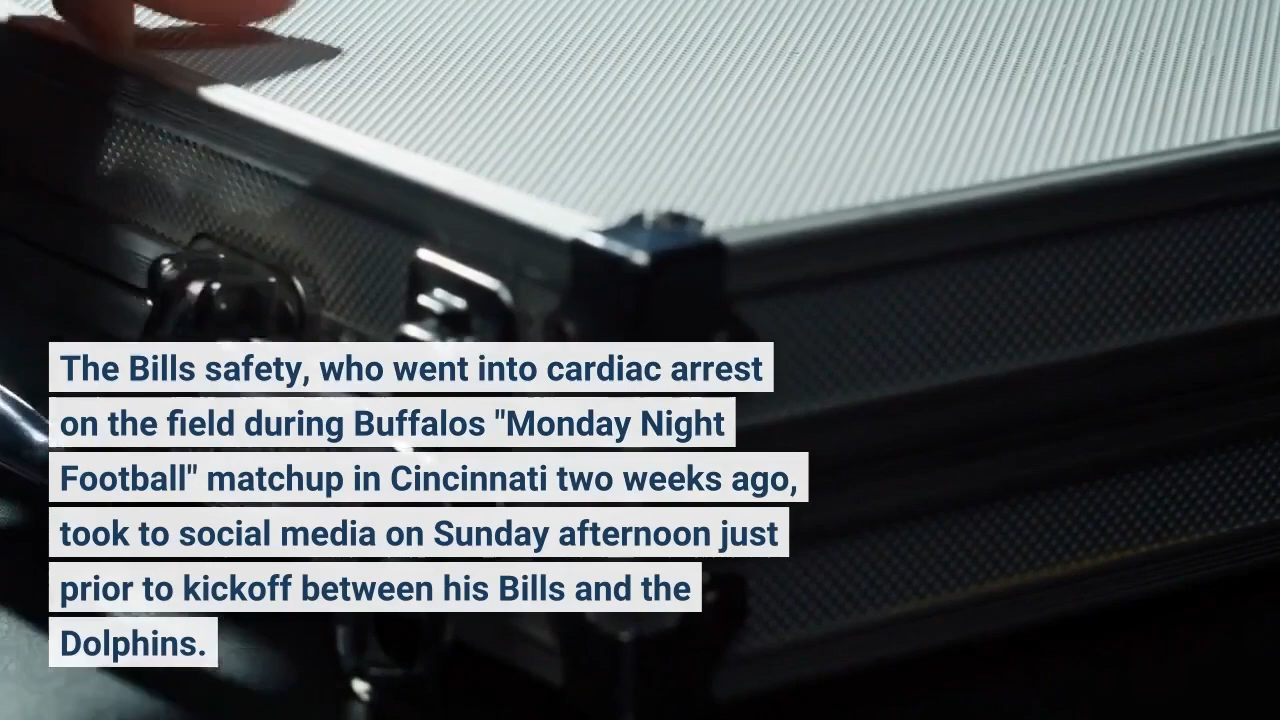 The Bills safety, who went into cardiac arrest
on the field during Buffalos "Monday Night
Football" matchup in Cincinnati two weeks ago,
took to social media on Sunday afternoon just
prior to kickoff between his Bills and the
Dolphins.